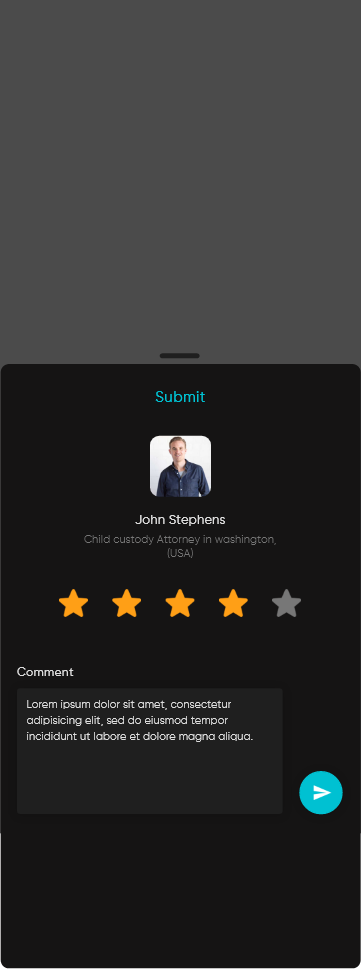 Submit
John Stephens
Child custody Attorney in washington,
(USA)
Comment
Lorem ipsum dolor sit amet, consectetur
adipisicing elit, sed do eiusmod tempor
incididunt ut labore et dolore magna aliqua.